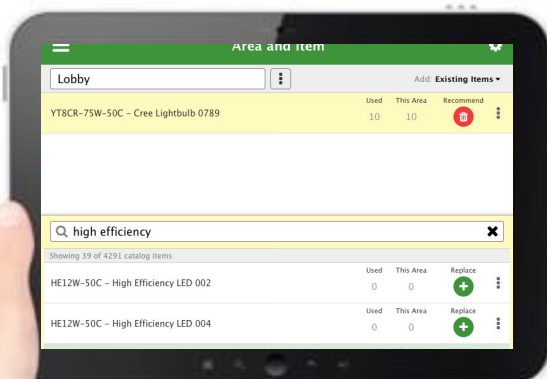 Area and Item
Lobby
Add: Existing Items
Used This Area Recommend
YT8CR-75W-50C – Cree Lightbulb 0789
10 10
high efficiency
Showing 39 of 4291 catalog items
Used This Area Replace
HE12W-50C – High Efficiency LED 002
0 0
Used This Area Replace
HE12W-50C – High Efficiency LED 004
0 0